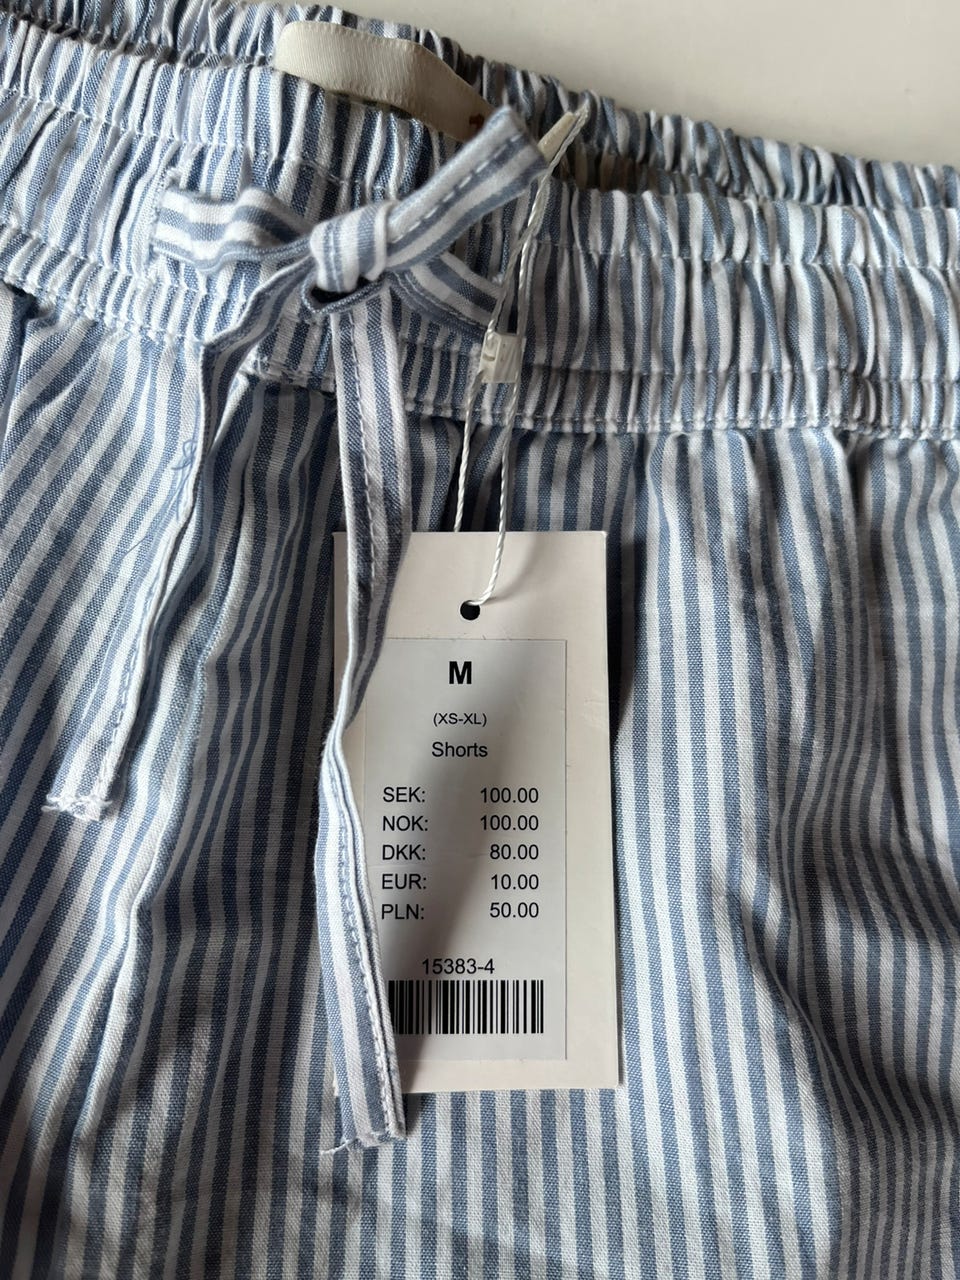 M
(XS-XL)
Shorts
SEK: 100.00
NOK: 100.00
DKK: 80.00
EUR: 10.00
PLN: 50.00
15383-4